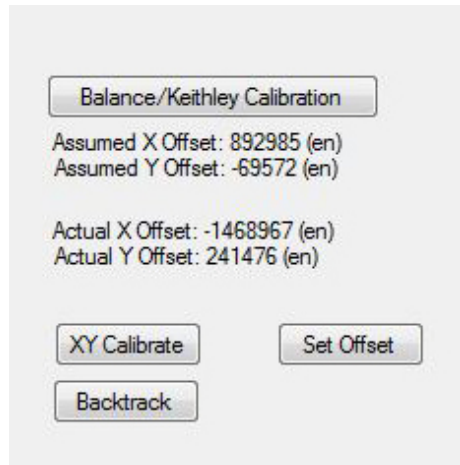 Balance/Keithley Calibration
Assumed X Offset: 892985 (en)
Assumed Y Offset: -69572 (en)
Actual X Offset: -1468967 (en)
Actual Y Offset: 241476 (en)
XY Calibrate
Set Offset
Backtrack